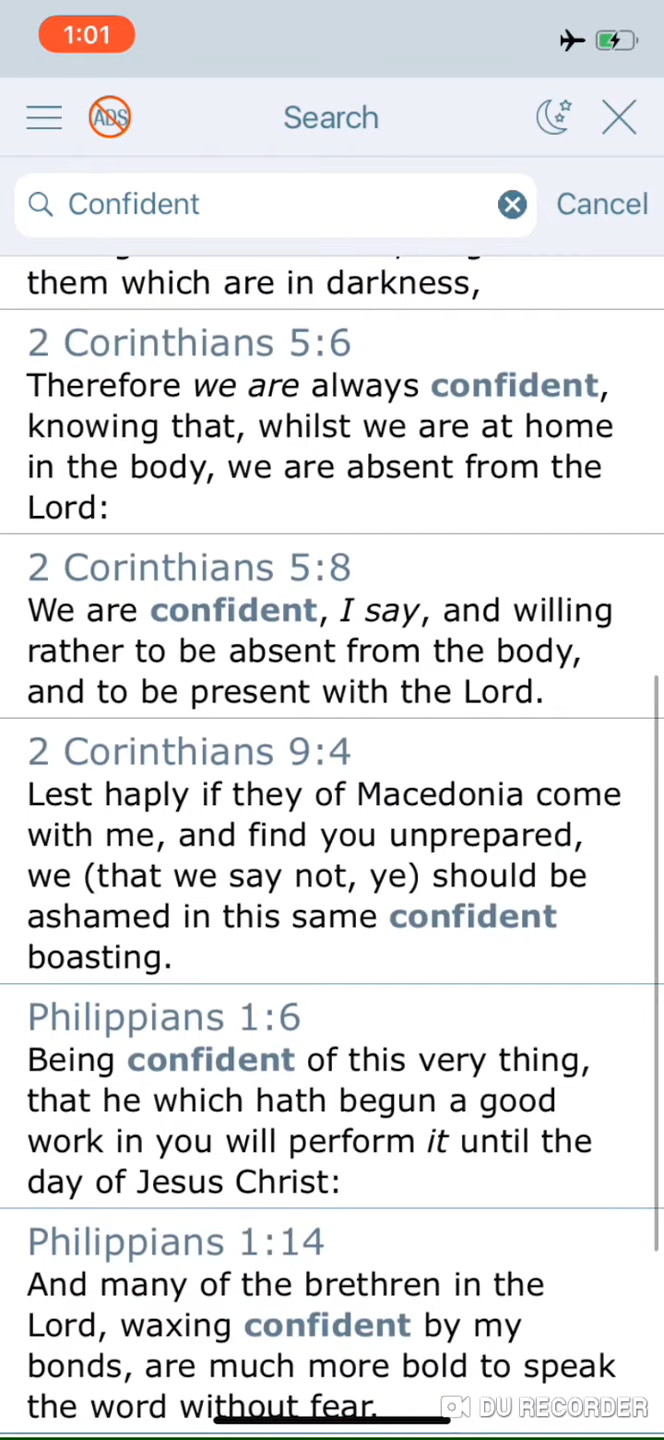 1:01
ADS
Search
Confident
Cancel
them which are in darkness,
2 Corinthians 5:6
Therefore we are always confident,
knowing that, whilst we are at home
in the body, we are absent from the
Lord:
2 Corinthians 5:8
We are confident, I say, and willing
rather to be absent from the body,
and to be present with the Lord.
2 Corinthians 9:4
Lest haply if they of Macedonia come
with me, and find you unprepared,
we (that we say not, ye) should be
ashamed in this same confident
boasting.
Philippians 1:6
Being confident of this very thing,
that he which hath begun a good
work in you will perform it until the
day of Jesus Christ:
Philippians 1:14
And many of the brethren in the
Lord, waxing confident by my
bonds, are much more bold to speak
the word without fear.
DU RECORDER